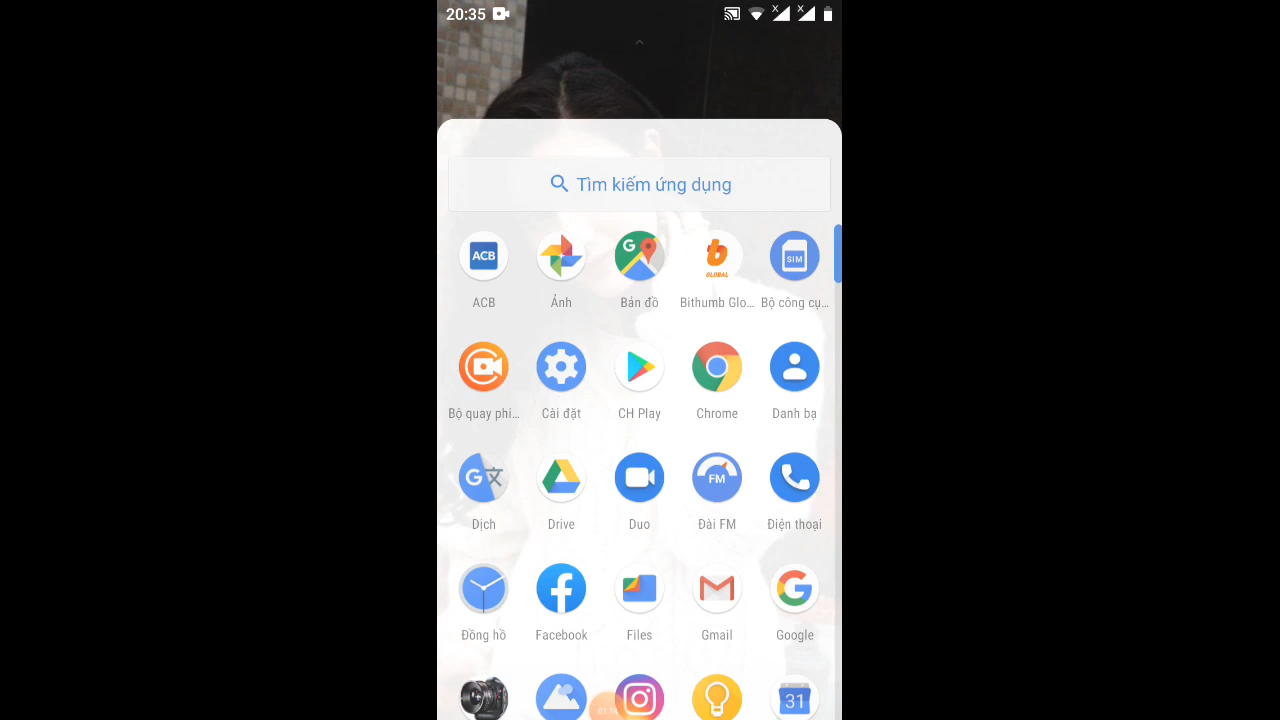 20:35
Tìm kiếm ứng dụng
ACB
G
GLOBAL
SIM
ACB
Ảnh
Bản đồ
Bithumb Glo...
Bộ công cụ...
Bộ quay phi...
Cài đặt
CH Play
Chrome
Danh bạ
G 文
FM
Dịch
Drive
Duo
Đài FM
Điện thoại
Đồng hồ
Facebook
Files
Gmail
Google
31